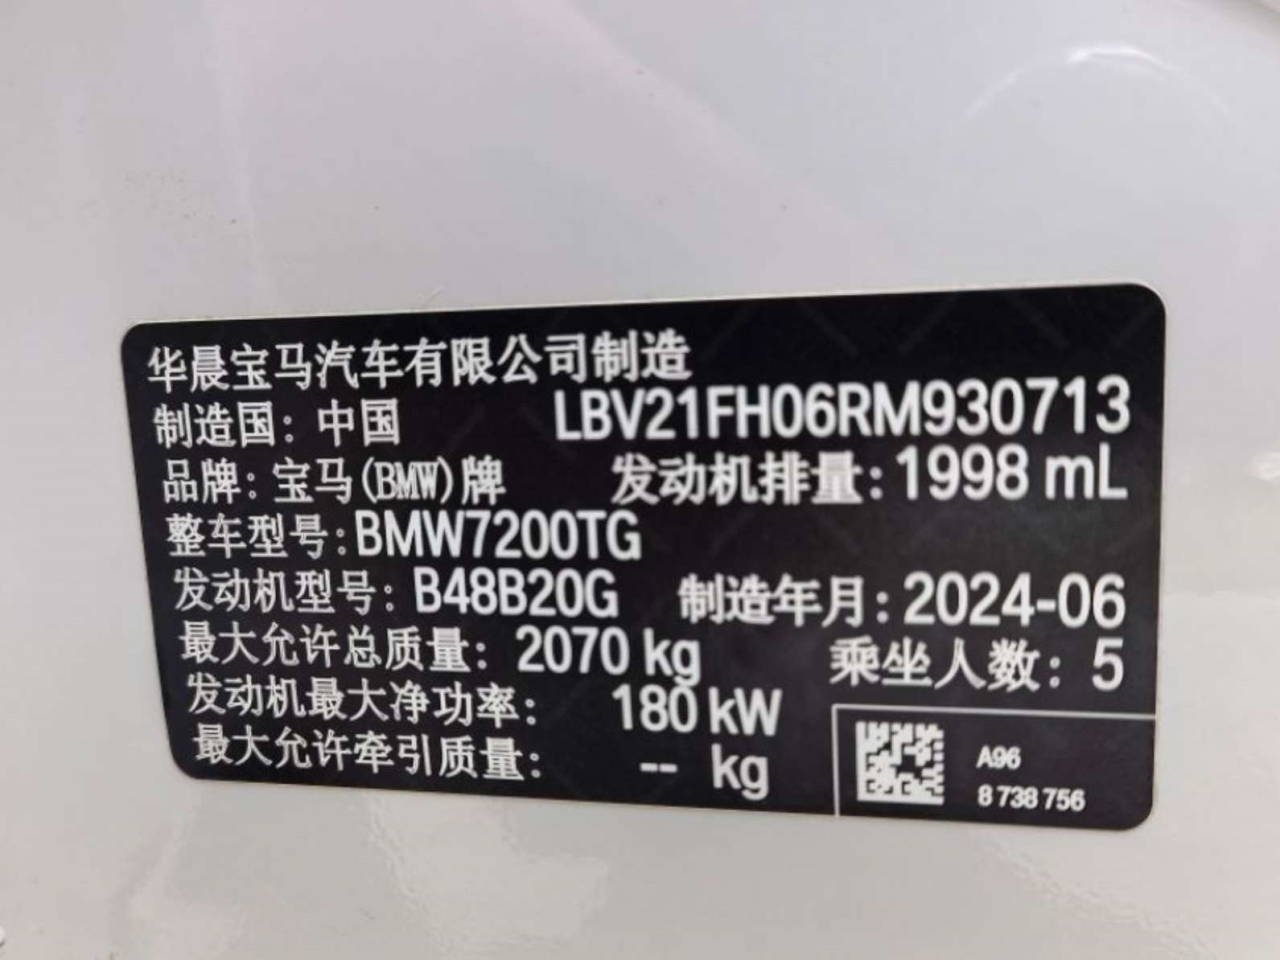 华晨宝马汽车有限公司制造
制造国：中国 LBV21FH06RM930713
品牌：宝马(BMW)牌 发动机排量：1998 mL
整车型号：BMW7200TG
发动机型号：B48B20G 制造年月：2024-06
最大允许总质量：2070 kg 乘坐人数：5
发动机最大净功率：180 kW
最大允许牵引质量：-- kg
A96
8 738 756